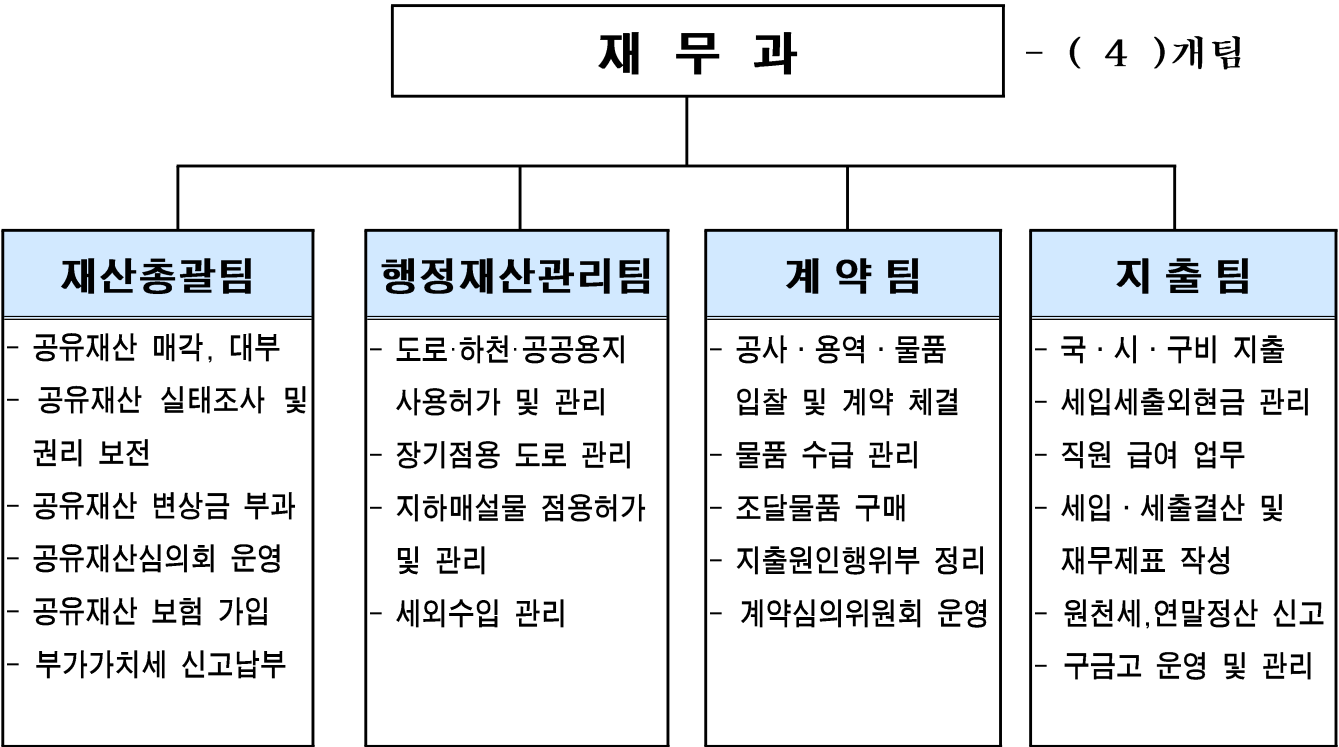 재 무 과
- ( 4 )개팀
재산총괄팀
- 공유재산 매각, 대부
- 공유재산 실태조사 및
권리 보전
- 공유재산 변상금 부과
- 공유재산심의회 운영
- 공유재산 보험 가입
- 부가가치세 신고납부
행정재산관리팀
- 도로·하천·공공용지
사용허가 및 관리
- 장기점용 도로 관리
- 지하매설물 점용허가
및 관리
- 세외수입 관리
계 약 팀
- 공사 · 용역 · 물품
입찰 및 계약 체결
- 물품 수급 관리
- 조달물품 구매
- 지출원인행위부 정리
- 계약심의위원회 운영
지 출 팀
- 국 · 시 · 구비 지출
- 세입세출외현금 관리
- 직원 급여 업무
- 세입 · 세출결산 및
재무제표 작성
- 원천세,연말정산 신고
- 구금고 운영 및 관리